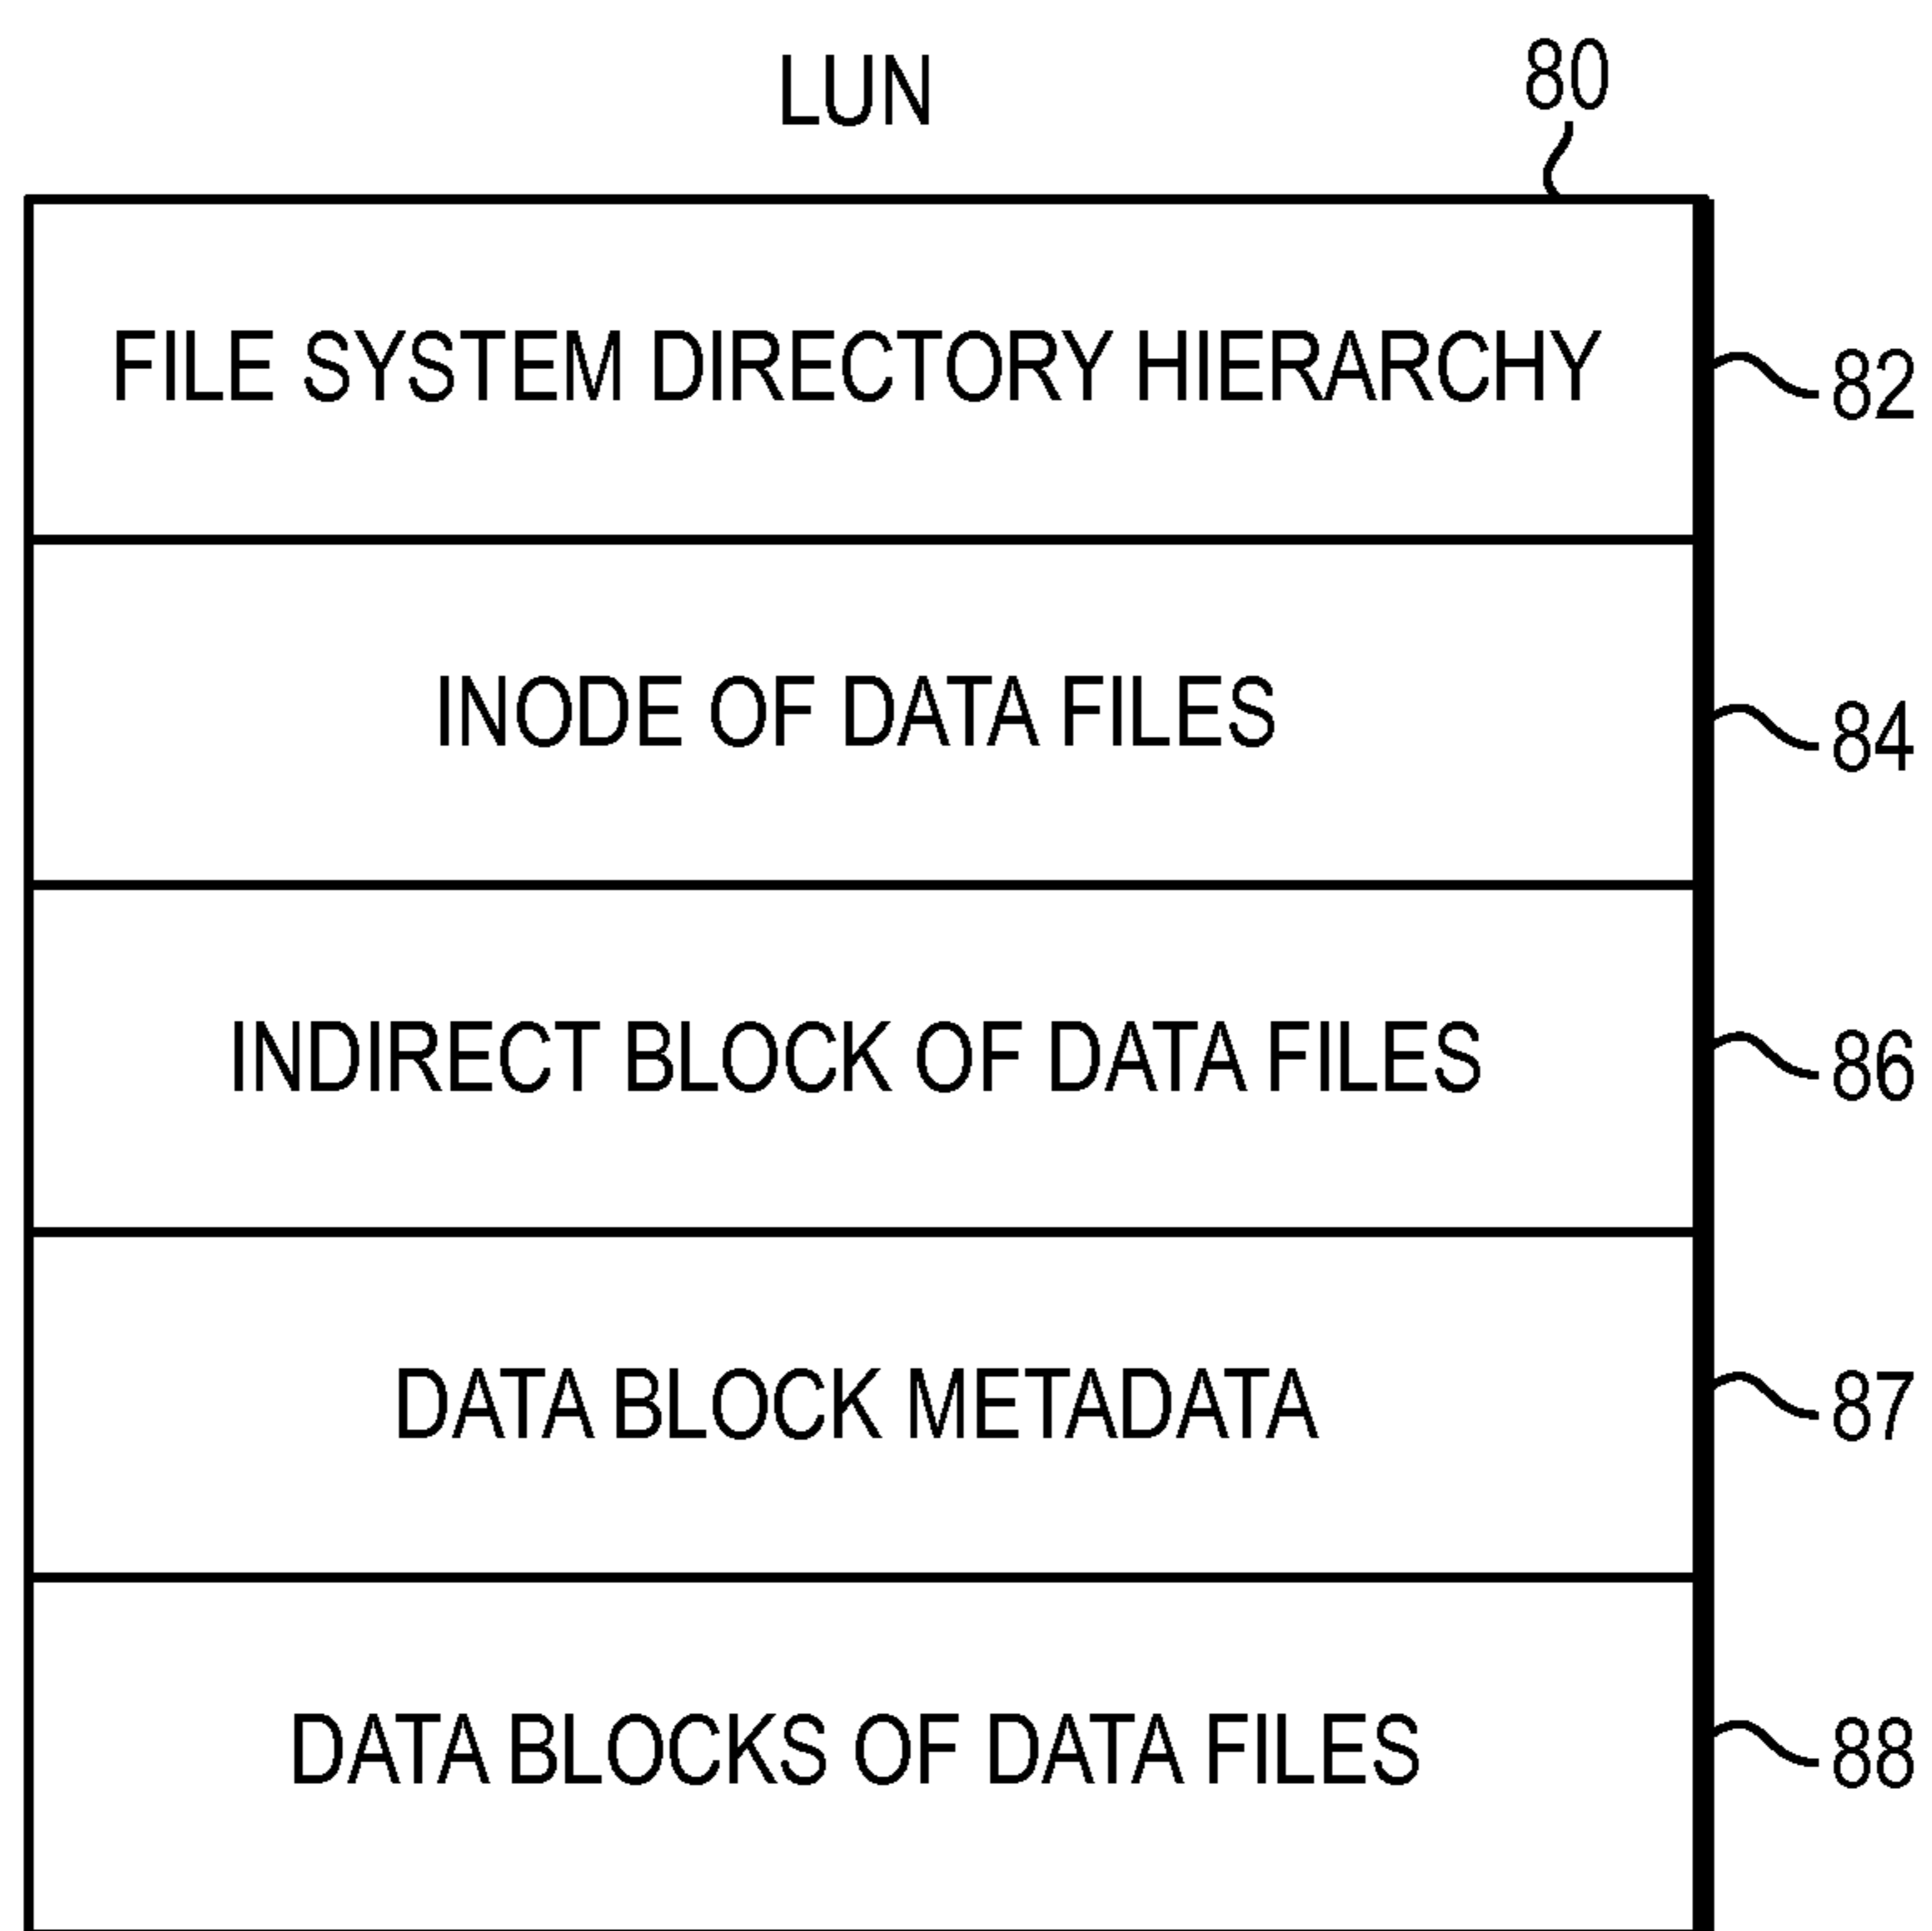 LUN
80
FILE SYSTEM DIRECTORY HIERARCHY
82
INODE OF DATA FILES
84
INDIRECT BLOCK OF DATA FILES
86
DATA BLOCK METADATA
87
DATA BLOCKS OF DATA FILES
88